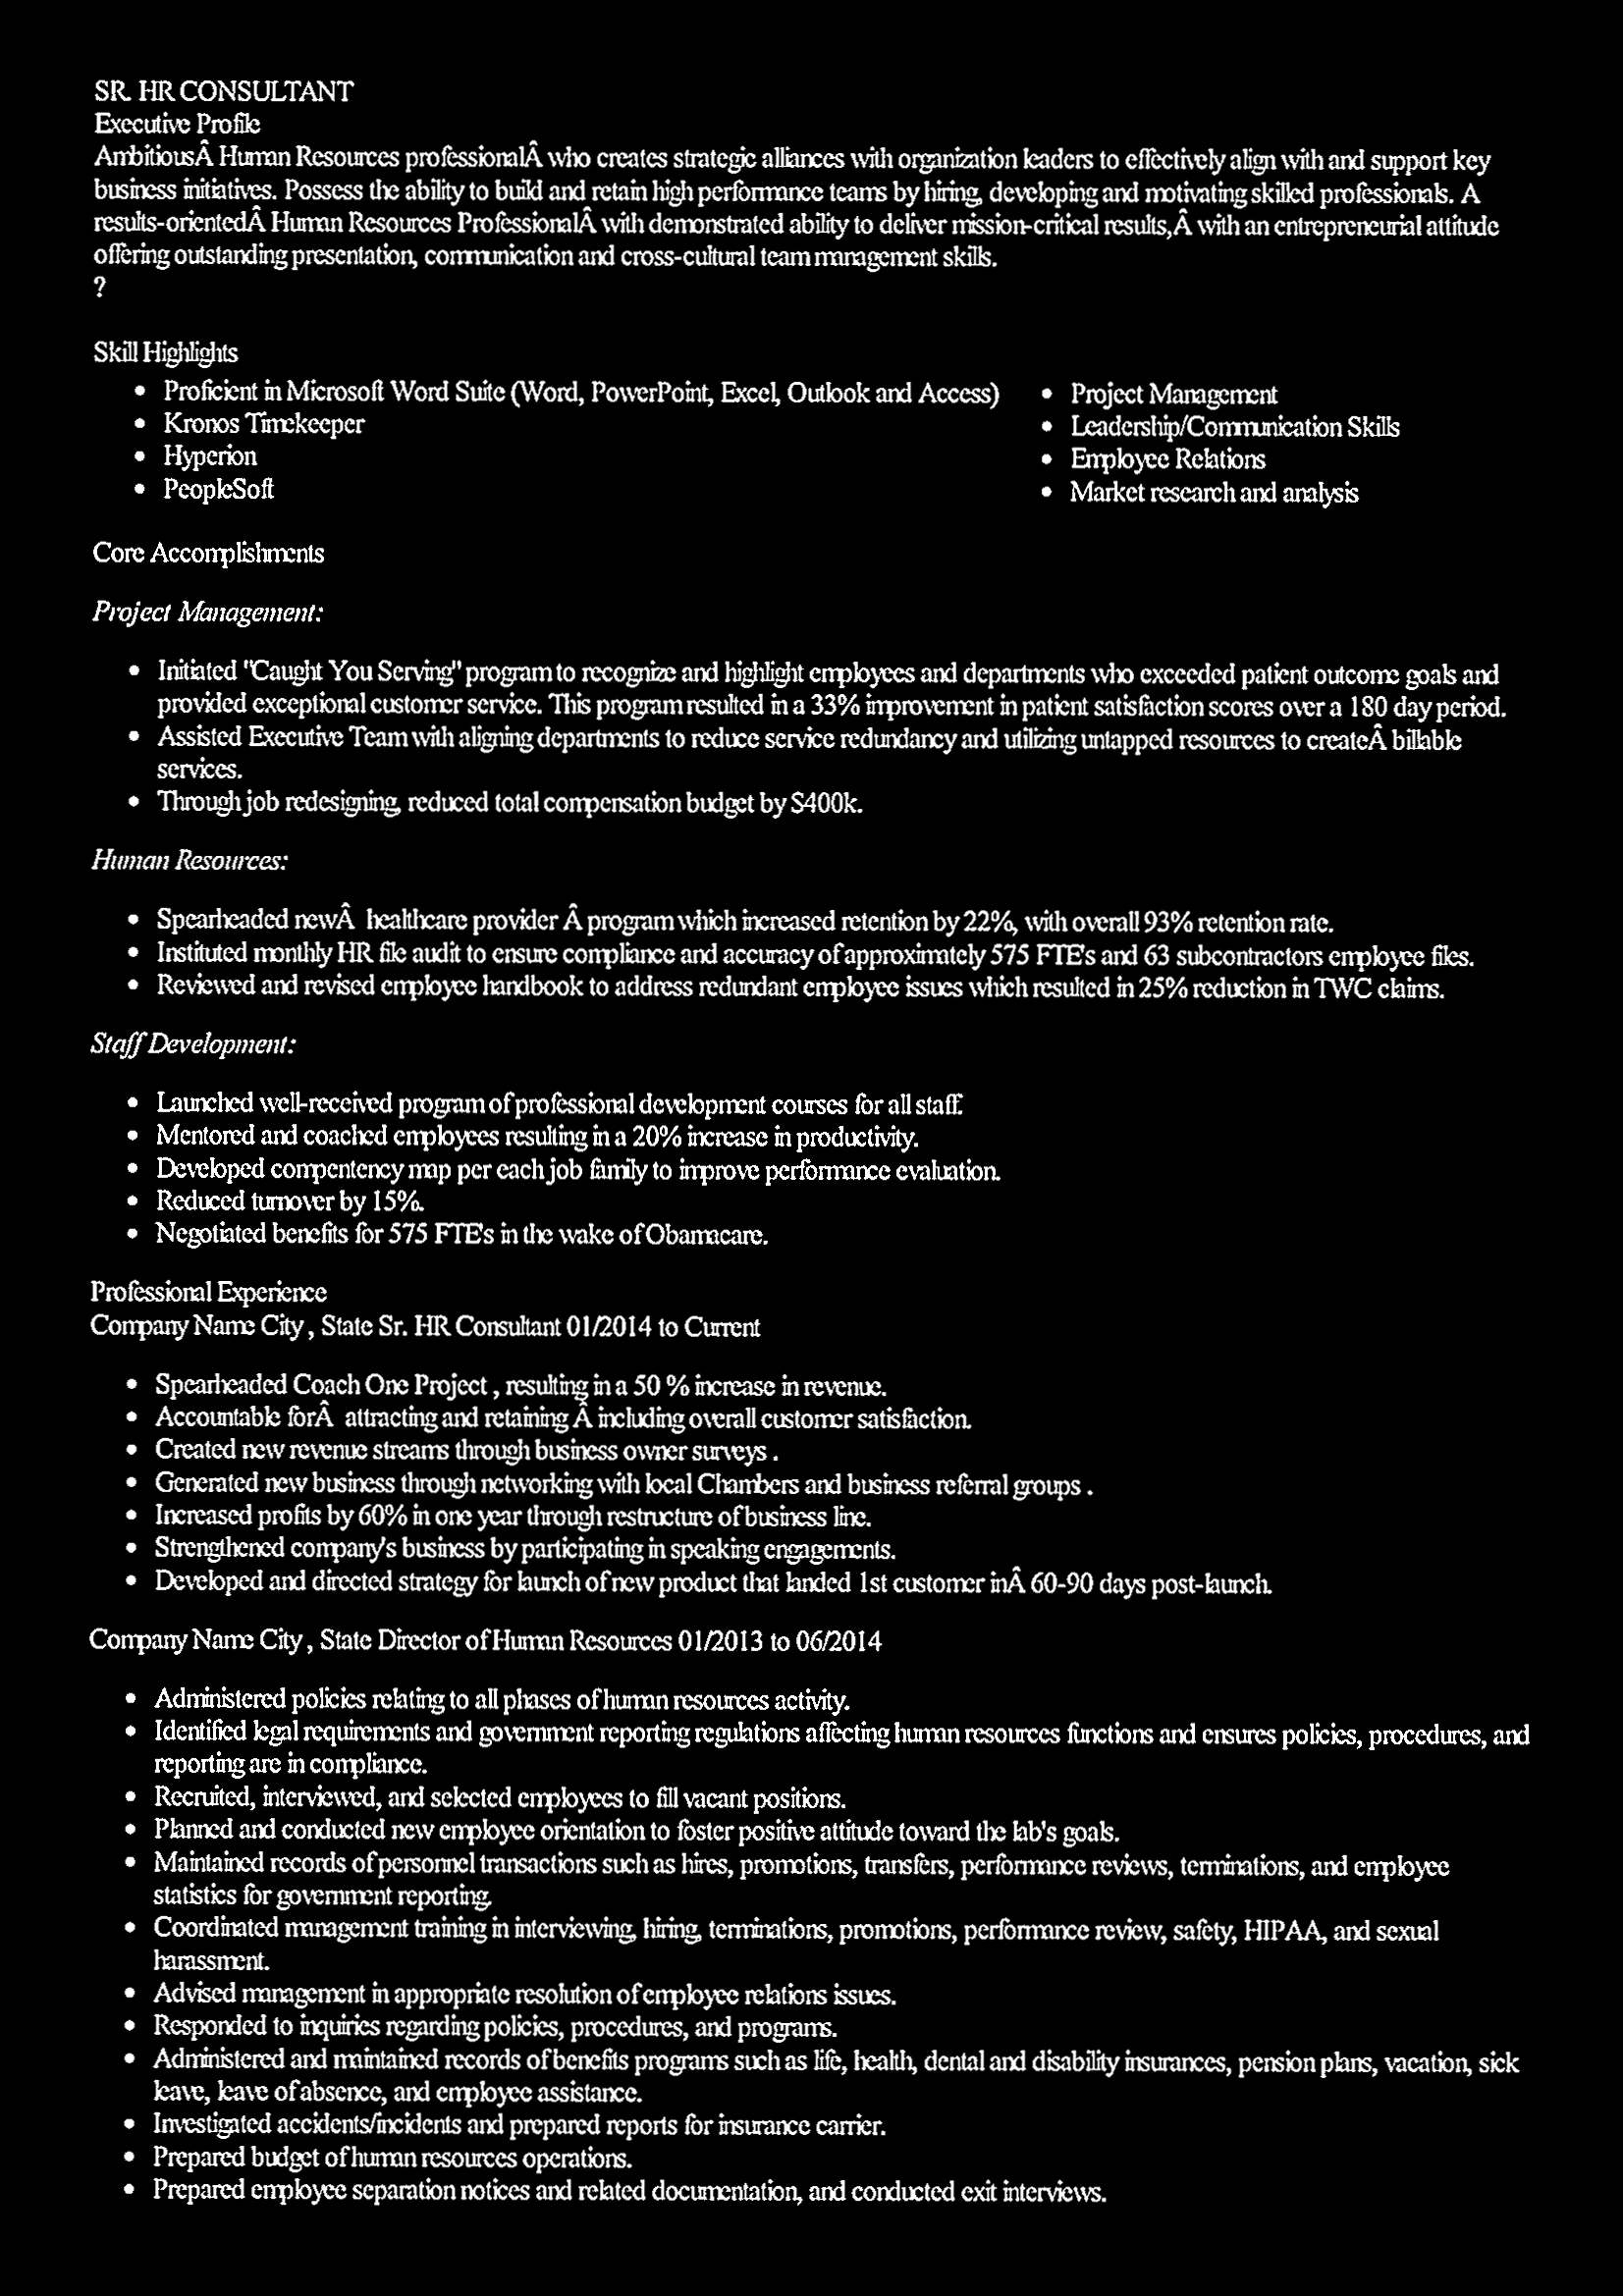 SR. HR CONSULTANT
Executive Profile
AmbitiousÂ Human Resources professionalÂ who creates strategic alliances with organization leaders to effectively align with and support key
business initiatives. Possess the ability to build and retain high performance teams by hiring, developing and motivating skilled professionals. A
results-orientedÂ Human Resources ProfessionalÂ with demonstrated ability to deliver mission-critical results,Â with an entrepreneurial attitude
offering outstanding presentation, communication and cross-cultural team management skills.
?
Skill Highlights
• Proficient in Microsoft Word Suite (Word, PowerPoint, Excel, Outlook and Access)
• Kronos Timekeeper
• Hyperion
• PeopleSoft
• Project Management
• Leadership/Communication Skills
• Employee Relations
• Market research and analysis
Core Accomplishments
Project Management:
• Initiated "Caught You Serving" program to recognize and highlight employees and departments who exceeded patient outcome goals and
provided exceptional customer service. This program resulted in a 33% improvement in patient satisfaction scores over a 180 day period.
• Assisted Executive Team with aligning departments to reduce service redundancy and utilizing untapped resources to createÂ billable
services.
• Through job redesigning, reduced total compensation budget by $400k.
Human Resources:
• Spearheaded newÂ healthcare provider Â program which increased retention by 22%, with overall 93% retention rate.
• Instituted monthly HR file audit to ensure compliance and accuracy of approximately 575 FTE's and 63 subcontractors employee files.
• Reviewed and revised employee handbook to address redundant employee issues which resulted in 25% reduction in TWC claims.
Staff Development:
• Launched well-received program of professional development courses for all staff.
• Mentored and coached employees resulting in a 20% increase in productivity.
• Developed compentency map per each job family to improve performance evaluation.
• Reduced turnover by 15%.
• Negotiated benefits for 575 FTE's in the wake of Obamacare.
Professional Experience
Company Name City , State Sr. HR Consultant 01/2014 to Current
• Spearheaded Coach One Project , resulting in a 50 % increase in revenue.
• Accountable forÂ attracting and retaining Â including overall customer satisfaction.
• Created new revenue streams through business owner surveys .
• Generated new business through networking with local Chambers and business referral groups .
• Increased profits by 60% in one year through restructure of business line.
• Strengthened company's business by participating in speaking engagements.
• Developed and directed strategy for launch of new product that landed 1st customer inÂ 60-90 days post-launch.
Company Name City , State Director of Human Resources 01/2013 to 06/2014
• Administered policies relating to all phases of human resources activity.
• Identified legal requirements and government reporting regulations affecting human resources functions and ensures policies, procedures, and
reporting are in compliance.
• Recruited, interviewed, and selected employees to fill vacant positions.
• Planned and conducted new employee orientation to foster positive attitude toward the lab's goals.
• Maintained records of personnel transactions such as hires, promotions, transfers, performance reviews, terminations, and employee
statistics for government reporting.
• Coordinated management training in interviewing, hiring, terminations, promotions, performance review, safety, HIPAA, and sexual
harassment.
• Advised management in appropriate resolution of employee relations issues.
• Responded to inquiries regarding policies, procedures, and programs.
• Administered and maintained records of benefits programs such as life, health, dental and disability insurances, pension plans, vacation, sick
leave, leave of absence, and employee assistance.
• Investigated accidents/incidents and prepared reports for insurance carrier.
• Prepared budget of human resources operations.
• Prepared employee separation notices and related documentation, and conducted exit interviews.